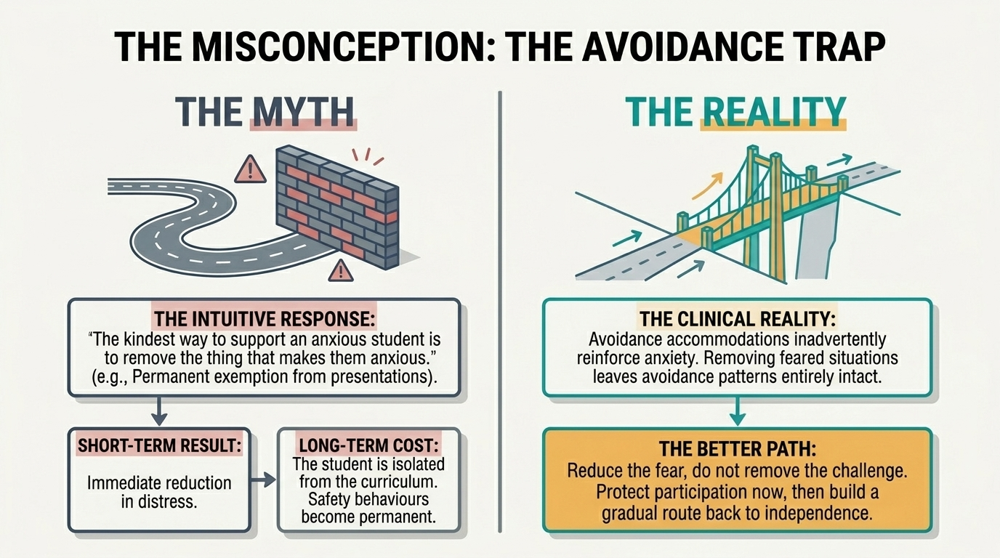 THE MISCONCEPTION: THE AVOIDANCE TRAP
THE MYTH
THE INTUITIVE RESPONSE:
“The kindest way to support an anxious student is
to remove the thing that makes them anxious.”
(e.g., Permanent exemption from presentations).
SHORT-TERM RESULT:
Immediate reduction
in distress.
LONG-TERM COST:
The student is isolated
from the curriculum.
Safety behaviours
become permanent.
THE REALITY
THE CLINICAL REALITY:
Avoidance accommodations inadvertently
reinforce anxiety. Removing feared situations
leaves avoidance patterns entirely intact.
THE BETTER PATH:
Reduce the fear, do not remove the challenge.
Protect participation now, then build a
gradual route back to independence.